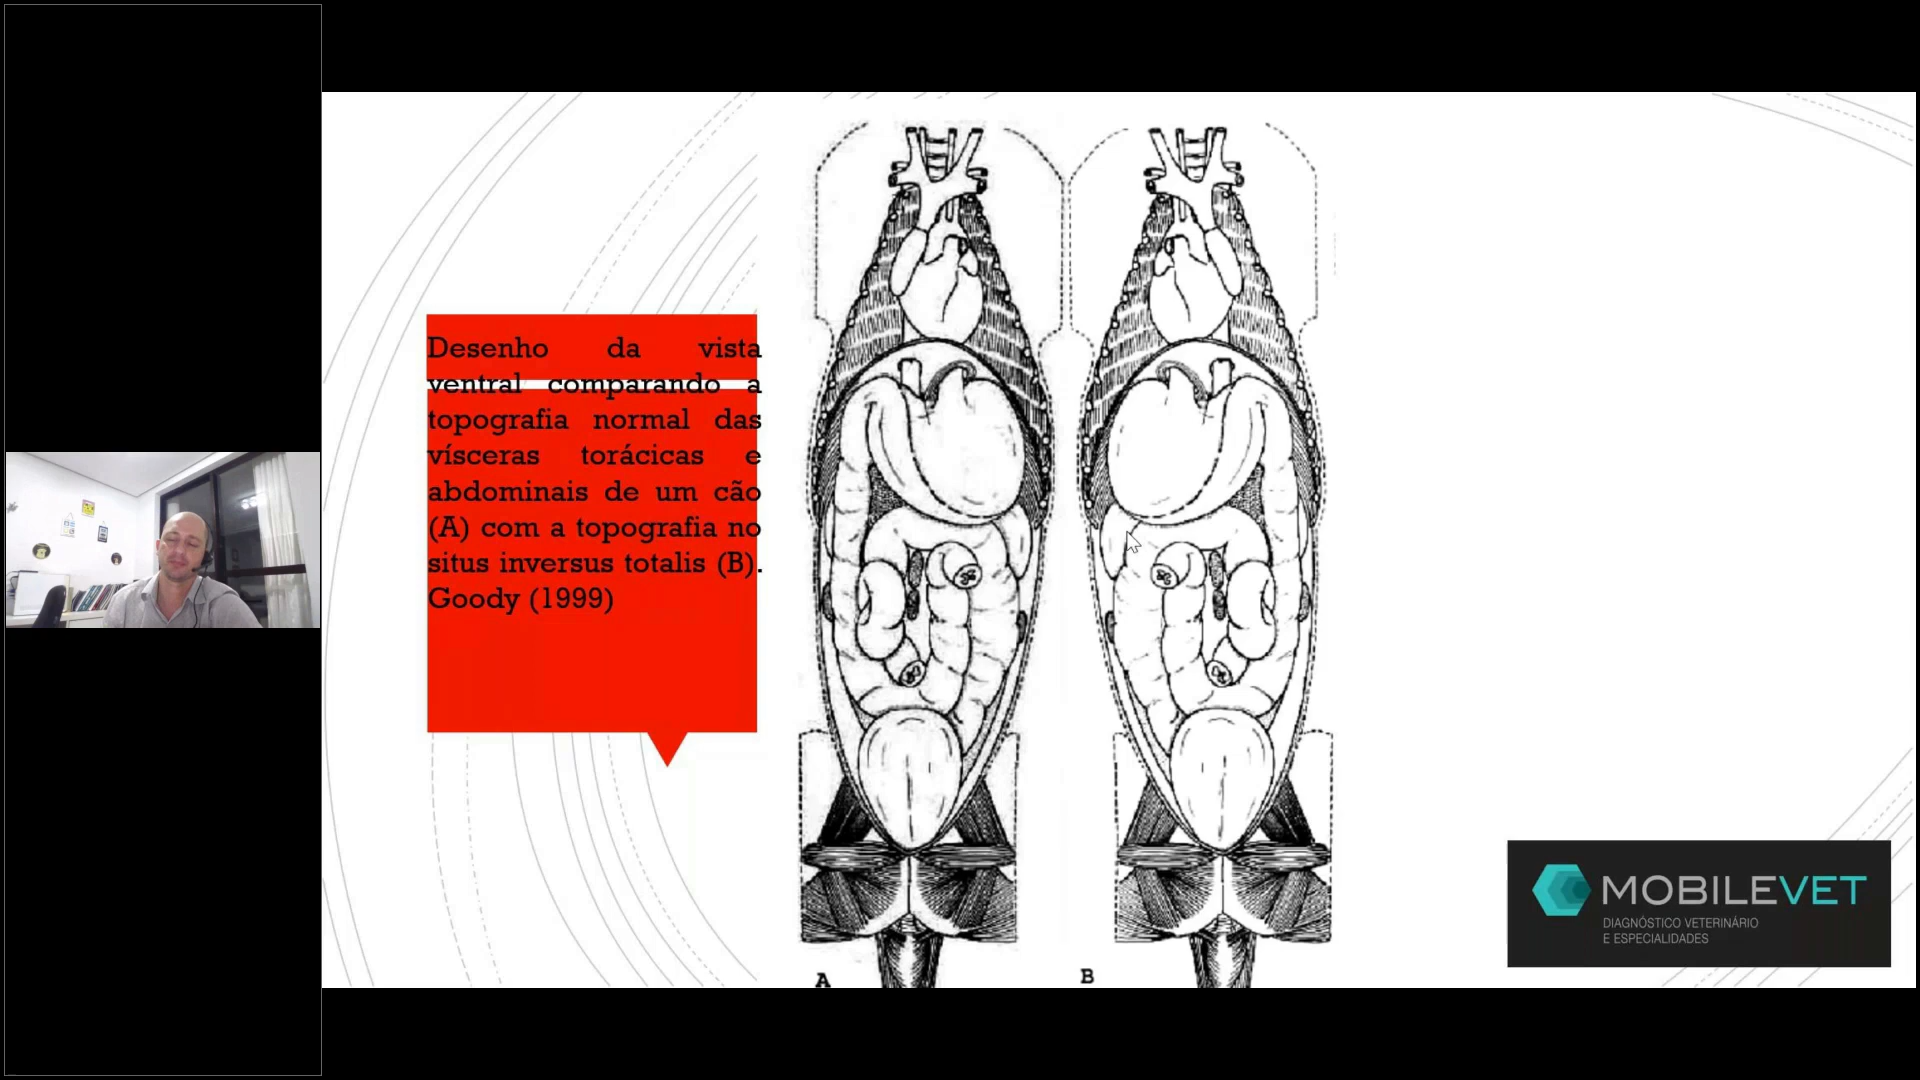 Desenho da vista
ventral comparando a
topografia normal das
vísceras torácicas e
abdominais de um cão
(A) com a topografia no
situs inversus totalis (B).
Goody (1999)
A
B
MOBILEVET
DIAGNÓSTICO VETERINÁRIO
E ESPECIALIDADES